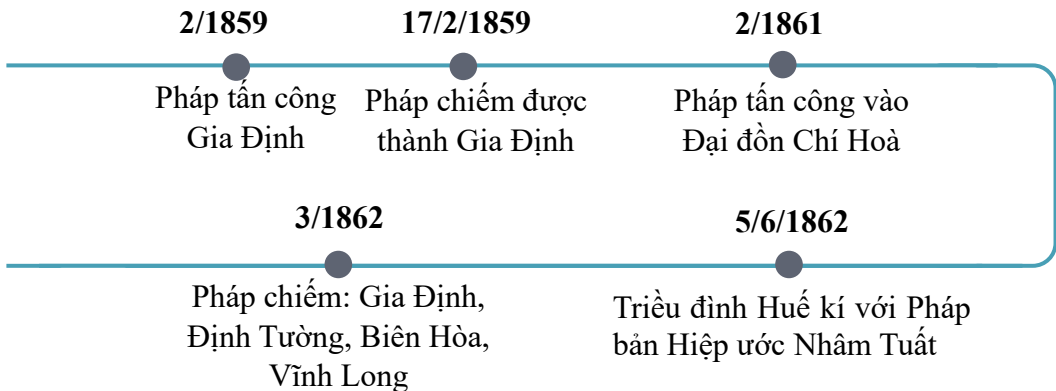 2/1859
Pháp tấn công
Gia Định
17/2/1859
Pháp chiếm được
thành Gia Định
2/1861
Pháp tấn công vào
Đại đồn Chí Hoà
3/1862
Pháp chiếm: Gia Định,
Định Tường, Biên Hòa,
Vĩnh Long
5/6/1862
Triều đình Huế kí với Pháp
bản Hiệp ước Nhâm Tuất